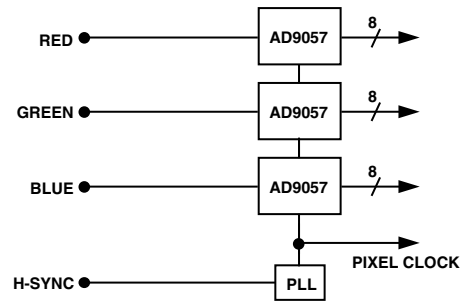 RED
AD9057
8
GREEN
AD9057
8
BLUE
AD9057
8
PIXEL CLOCK
H-SYNC
PLL